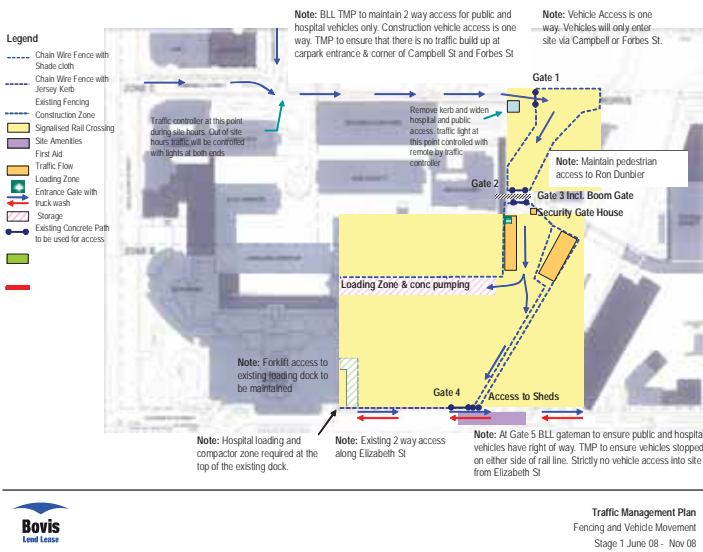 Note: BLL TMP to maintain 2 way access for public and
hospital vehicles only. Construction vehicle access is one
way. TMP to ensure that there is no traffic build up at
carpark entrance & corner of Campbell St and Forbes St
Note: Vehicle Access is one
way. Vehicles will only enter
site via Campbell or Forbes St.
Legend
Chain Wire Fence with
Shade cloth
Chain Wire Fence with
Jersey Kerb
Existing Fencing
Construction Zone
Signalised Rail Crossing
Site Amenities
First Aid
Traffic Flow
Loading Zone
Entrance Gate with
truck wash
Storage
Existing Concrete Path
to be used for access
Gate 1
Traffic controller at this point
during site hours. Out of site
hours traffic will be controlled
with lights at both ends
Remove kerb and widen
hospital and public
access. traffic light at
this point controlled with
remote by traffic
controller
Note: Maintain pedestrian
access to Ron Dunbier
Gate 2
Gate 3 Incl. Boom Gate
Security Gate House
Loading Zone & conc pumping
Note: Forklift access to
existing loading dock to
be maintained
Gate 4
Access to Sheds
Note: Hospital loading and
compactor zone required at the
top of the existing dock.
Note: Existing 2 way access
along Elizabeth St
Note: At Gate 5 BLL gateman to ensure public and hospita
vehicles have right of way. TMP to ensure vehicles stopped
on either side of rail line. Strictly no vehicle access into site
from Elizabeth St
Bovis
Lend Lease
Traffic Management Plan
Fencing and Vehicle Movement
Stage 1 June 08 - Nov 08